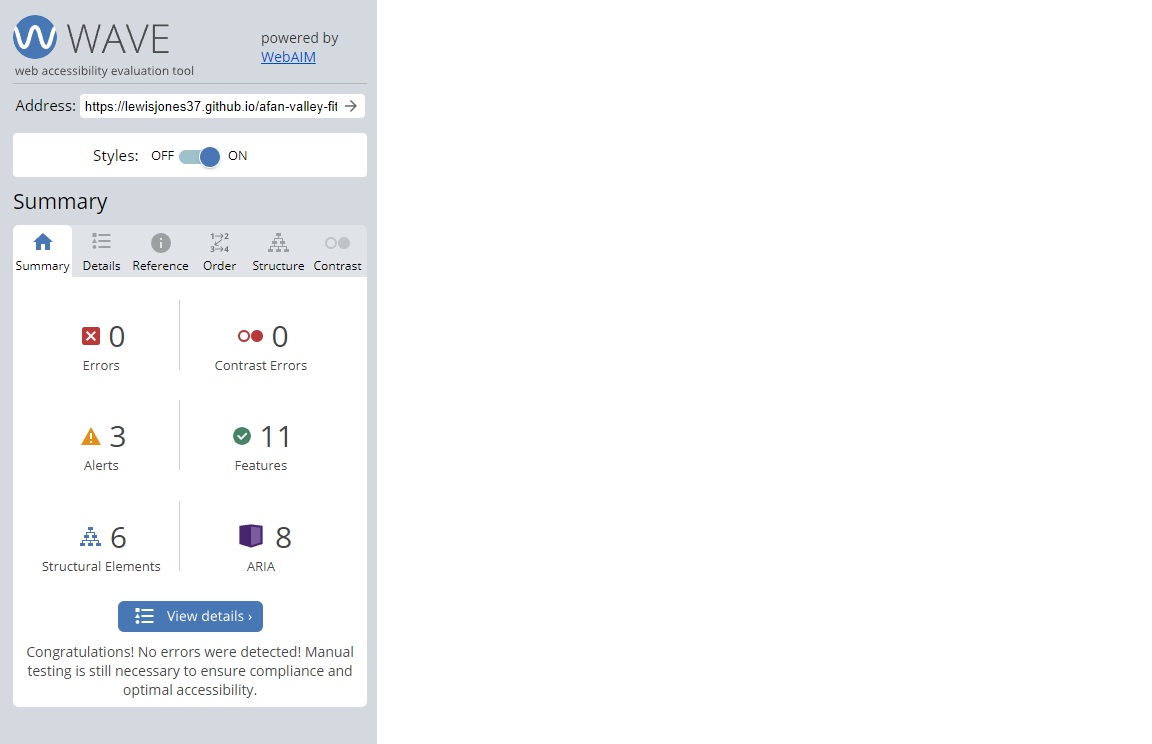 WAVE
web accessibility evaluation tool
powered by
WebAIM
Address: https://lewisjones37.github.io/afan-valley-fit
Styles: OFF ON
Summary
Summary Details Reference Order Structure Contrast
0
Errors
0
Contrast Errors
3
Alerts
11
Features
6
Structural Elements
8
ARIA
View details ›
Congratulations! No errors were detected! Manual
testing is still necessary to ensure compliance and
optimal accessibility.